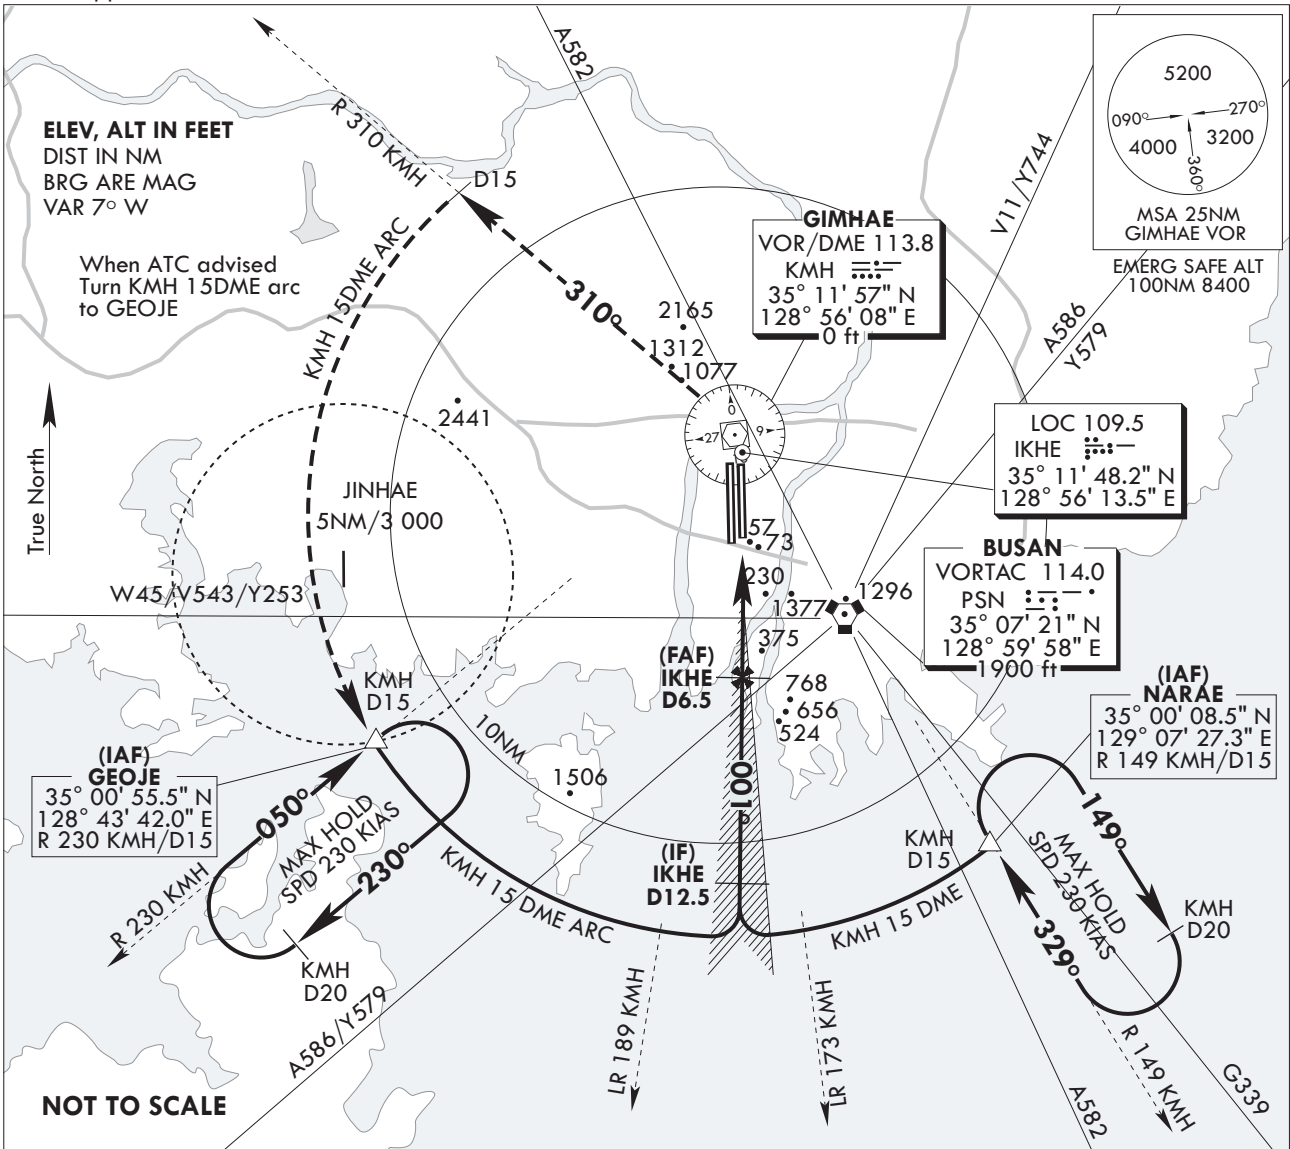 A582
R 310 KMH
D15
ELEV, ALT IN FEET
DIST IN NM
BRG ARE MAG
VAR 7° W
When ATC advised
Turn KMH 15DME arc
to GEOJE
KMH 15DME ARC
310°
5200
090°
270°
4000
3200
360°
MSA 25NM
GIMHAE VOR
EMERG SAFE ALT
100NM 8400
V11/Y744
A586
Y579
GIMHAE
VOR/DME 113.8
KMH
35° 11' 57" N
128° 56' 08" E
0 ft
2165
1312
1077
2441
0
27
9
LOC 109.5
IKHE
35° 11' 48.2" N
128° 56' 13.5" E
True North
JINHAE
5NM/3 000
57
73
230
1377
1296
375
BUSAN
VORTAC 114.0
PSN
35° 07' 21" N
128° 59' 58" E
1900 ft
W45/V543/Y253
(FAF)
IKHE
D6.5
768
656
524
KMH
D15
(IAF)
NARAE
35° 00' 08.5" N
129° 07' 27.3" E
R 149 KMH/D15
(IAF)
GEOJE
35° 00' 55.5" N
128° 43' 42.0" E
R 230 KMH/D15
10NM
1506
001°
050°
MAX HOLD
SPD 230 KIAS
230°
R 230 KMH
KMH
D20
KMH 15 DME ARC
(IF)
IKHE
D12.5
KMH
D15
KMH 15 DME
149°
MAX HOLD
SPD 230 KIAS
329°
KMH
D20
A586/Y579
LR 189 KMH
LR 173 KMH
R 149 KMH
A582
G339
NOT TO SCALE